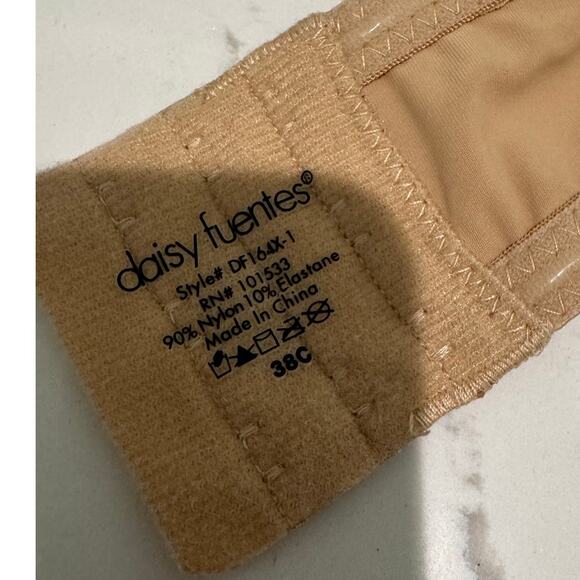 daisy fuentes®
Style# DF164X-1
RN# 101533
90% Nylon 10% Elastane
Made In China
38C